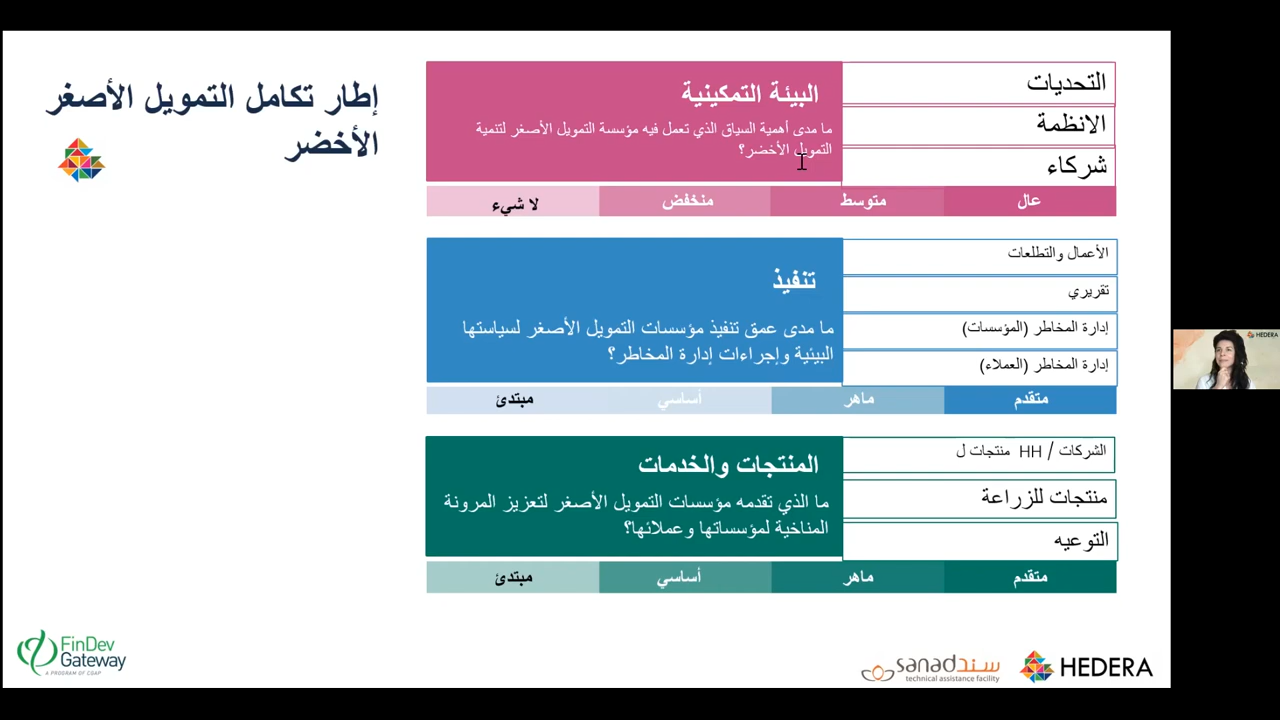 إطار تكامل التمويل الأصغر
الأخضر
البيئة التمكينية
ما مدى أهمية السياق الذي تعمل فيه مؤسسة التمويل الأصغر لتنمية
التمويل الأخضر؟
التحديات
الانظمة
شركاء
عال
متوسط
منخفض
لا شيء
تنفيذ
ما مدى عمق تنفيذ مؤسسات التمويل الأصغر لسياستها
البيئية وإجراءات إدارة المخاطر؟
الأعمال والتطلعات
تقريري
إدارة المخاطر (المؤسسات)
إدارة المخاطر (العملاء)
متقدم
ماهر
أساسي
مبتدئ
المنتجات والخدمات
ما الذي تقدمه مؤسسات التمويل الأصغر لتعزيز المرونة
المناخية لمؤسساتها وعملائها؟
الشركات / HH منتجات ل
منتجات للزراعة
التوعيه
متقدم
ماهر
أساسي
مبتدئ
FinDev
Gateway
A PROGRAM OF CGAP
sanad سند
technical assistance facility
HEDERA
HEDERA